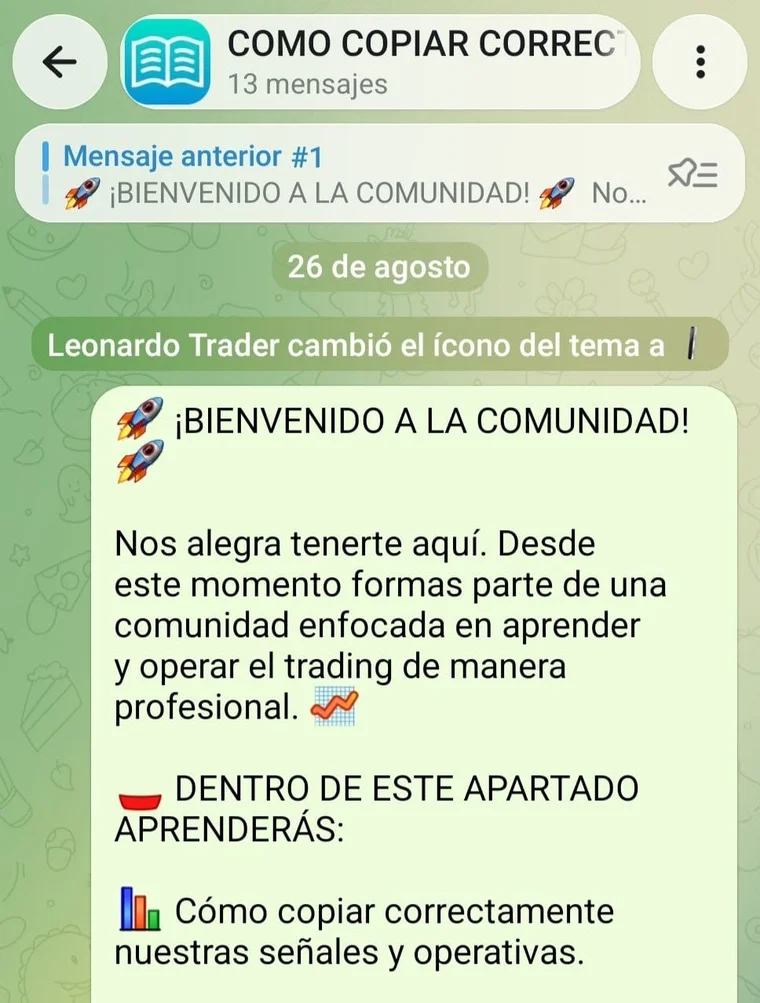 COMO COPIAR CORREC
13 mensajes
Mensaje anterior #1
🚀 ¡BIENVENIDO A LA COMUNIDAD! 🚀 No...
26 de agosto
Leonardo Trader cambió el ícono del tema a
🚀 ¡BIENVENIDO A LA COMUNIDAD!
🚀
Nos alegra tenerte aquí. Desde
este momento formas parte de una
comunidad enfocada en aprender
y operar el trading de manera
profesional. 📈
DENTRO DE ESTE APARTADO
APRENDERÁS:
📊 Cómo copiar correctamente
nuestras señales y operativas.